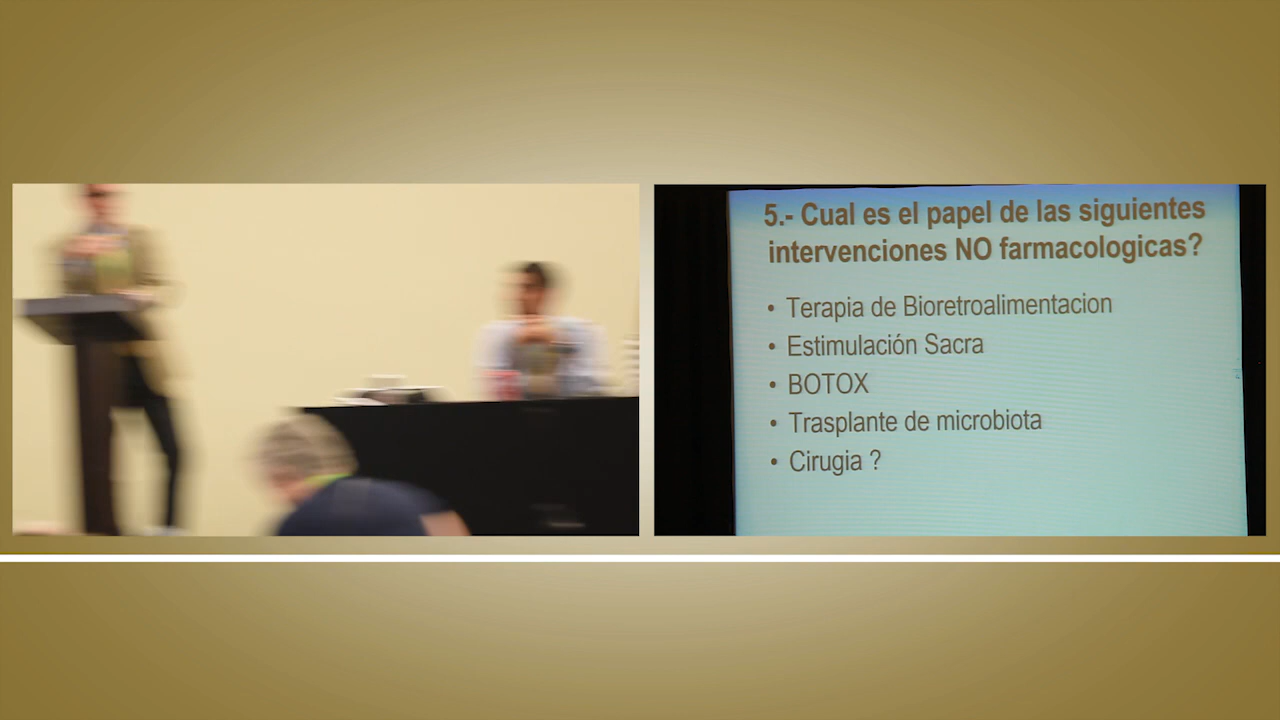 5.- Cual es el papel de las siguientes
intervenciones NO farmacologicas?
• Terapia de Bioretroalimentacion
• Estimulación Sacra
• BOTOX
• Trasplante de microbiota
• Cirugia ?